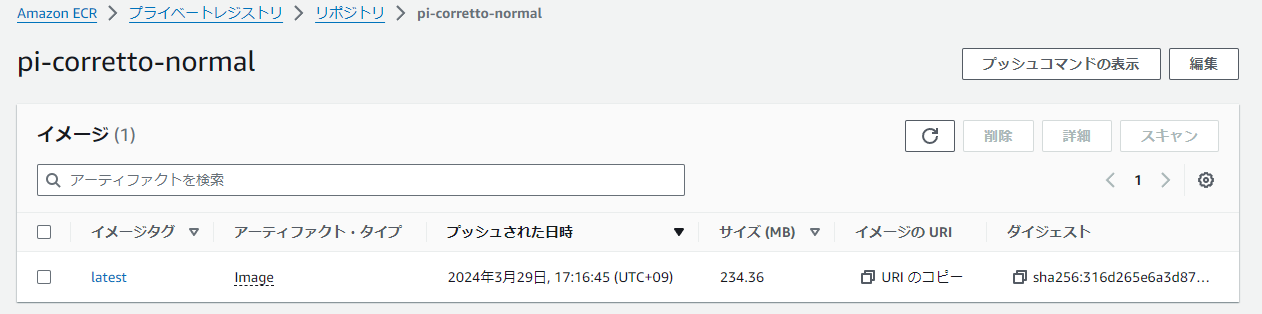 Amazon ECR > プライベートレジストリ > リポジトリ > pi-corretto-normal
pi-corretto-normal
プッシュコマンドの表示
編集
イメージ (1)
削除
詳細
スキャン
アーティファクトを検索
1
イメージタグ アーティファクト・タイプ プッシュされた日時 サイズ (MB) イメージの URI ダイジェスト
latest Image 2024年3月29日, 17:16:45 (UTC+09) 234.36 URI のコピー sha256:316d265e6a3d87...